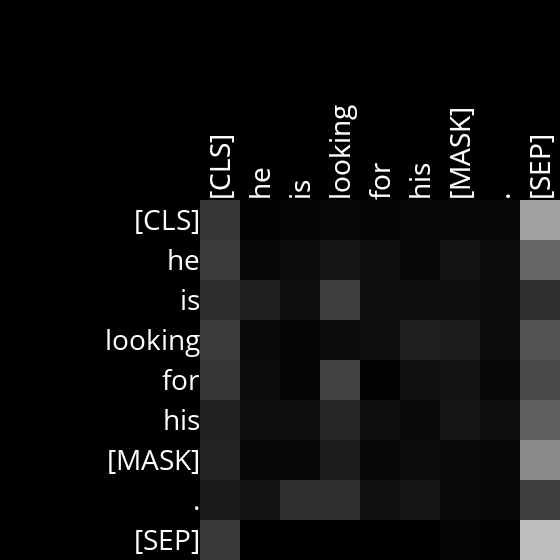 [CLS] he is looking for his [MASK] . [SEP]
[CLS]
he
is
looking
for
his
[MASK]
.
[SEP]